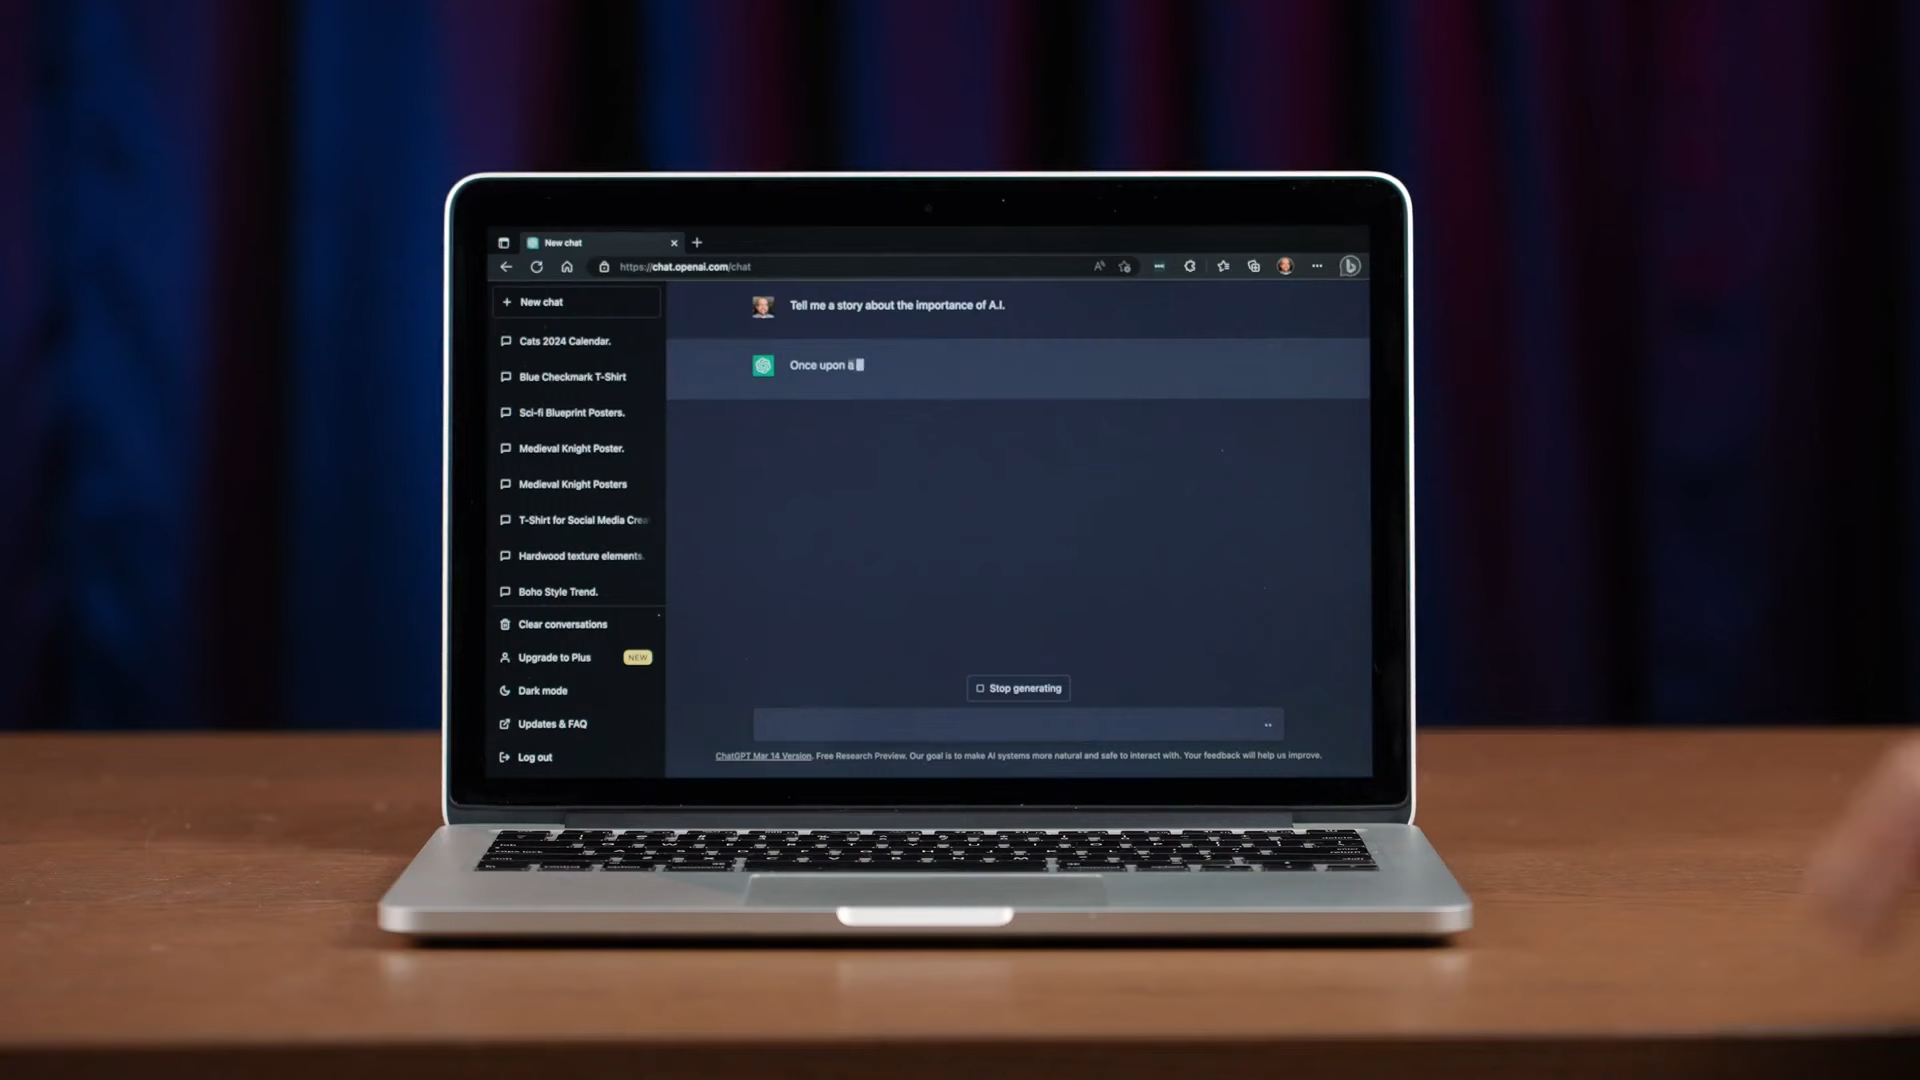 New chat
https://chat.openai.com/chat
New chat
Cats 2024 Calendar.
Blue Checkmark T-Shirt
Sci-fi Blueprint Posters.
Medieval Knight Poster.
Medieval Knight Posters
T-Shirt for Social Media Crea
Hardwood texture elements.
Boho Style Trend.
Clear conversations
Upgrade to Plus NEW
Dark mode
Updates & FAQ
Log out
Tell me a story about the importance of A.I.
Once upon a
Stop generating
ChatGPT Mar 14 Version. Free Research Preview. Our goal is to make AI systems more natural and safe to interact with. Your feedback will help us improve.